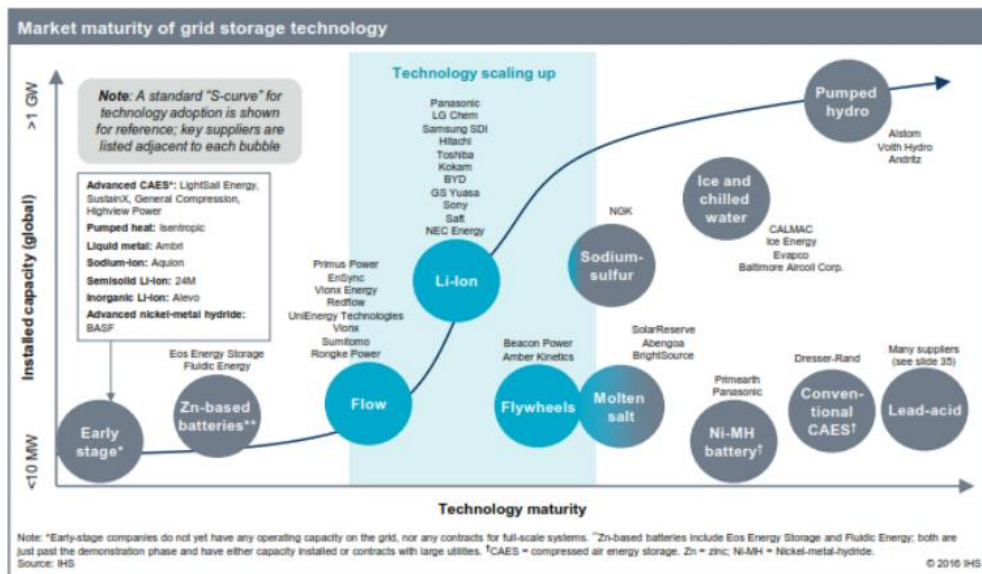 Market maturity of grid storage technology
Technology scaling up
>1 GW
Installed capacity (global)
<10 MW
Note: A standard “S-curve” for
technology adoption is shown
for reference; key suppliers are
listed adjacent to each bubble
Advanced CAES*: LightSail Energy,
SustainX, General Compression,
Highview Power
Pumped heat: Isentropic
Liquid metal: Ambri
Sodium-ion: Aquion
Semisolid Li-Ion: 24M
Inorganic Li-Ion: Alevo
Advanced nickel-metal hydride:
BASF
Early
stage*
Eos Energy Storage
Fluidic Energy
Zn-based
batteries**
Primus Power
EnSync
Vionx Energy
Redflow
UniEnergy Technologies
Vionx
Sumitomo
Rongke Power
Flow
Panasonic
LG Chem
Samsung SDI
Hitachi
Toshiba
Kokam
BYD
GS Yuasa
Sony
Saft
NEC Energy
Li-Ion
Beacon Power
Amber Kinetics
Flywheels
NGK
Sodium-
sulfur
SolarReserve
Abengoa
BrightSource
Molten
salt
Ice and
chilled
water
CALMAC
Ice Energy
Evapco
Baltimore Aircoil Corp.
Primearth
Panasonic
Ni-MH
battery†
Pumped
hydro
Alstom
Voith Hydro
Andritz
Dresser-Rand
Conven-
tional
CAES†
Many suppliers
(see slide 35)
Lead-acid
Technology maturity
Note: *Early-stage companies do not yet have any operating capacity on the grid, nor any contracts for full-scale systems. **Zn-based batteries include Eos Energy Storage and Fluidic Energy; both are
just past the demonstration phase and have either capacity installed or contracts with large utilities. †CAES = compressed air energy storage. Zn = zinc; Ni-MH = Nickel-metal-hydride.
Source: IHS
© 2016 IHS